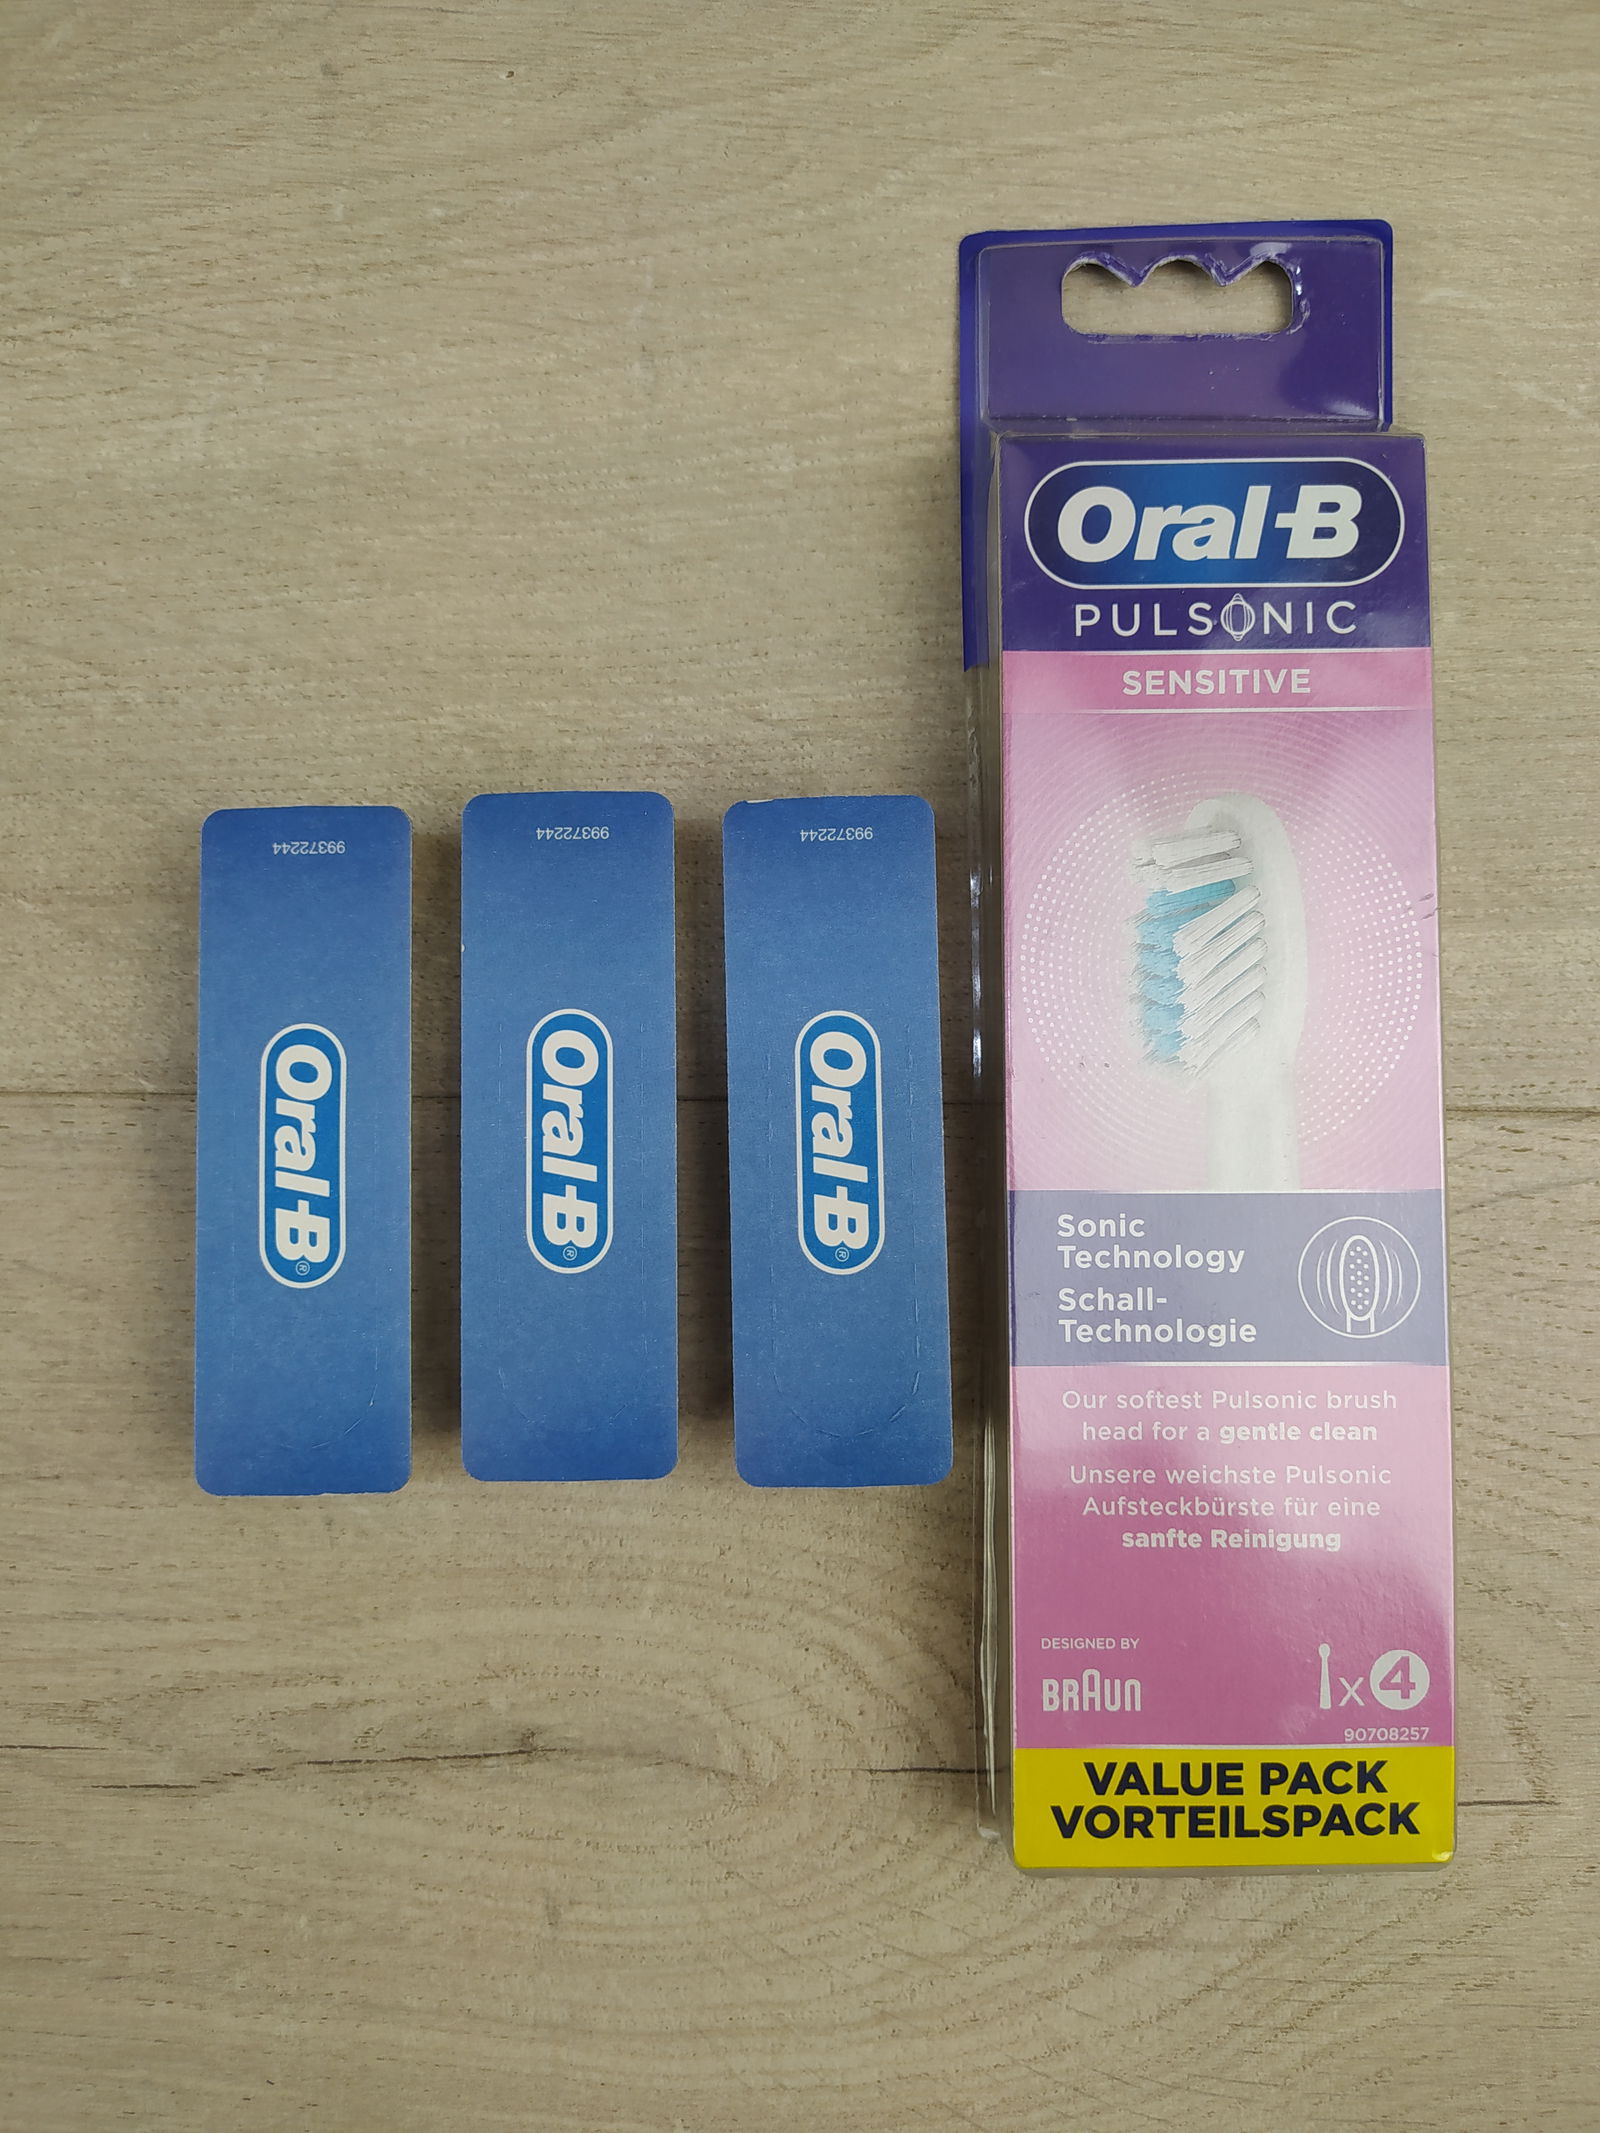 99372244
Oral-B®
99372244
Oral-B®
99372244
Oral-B®
Oral-B
PULSONIC
SENSITIVE
Sonic
Technology
Schall-
Technologie
Our softest Pulsonic brush
head for a gentle clean
Unsere weichste Pulsonic
Aufsteckbürste für eine
sanfte Reinigung
DESIGNED BY
BRAUN
x4
90708257
VALUE PACK
VORTEILSPACK